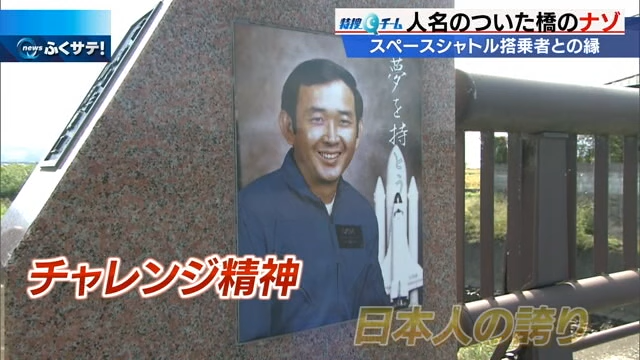 news ふくサテ!
特捜 Cチーム 人名のついた橋のナゾ
スペースシャトル搭乗者との縁
夢を持とう
チャレンジ精神
日本人の誇り